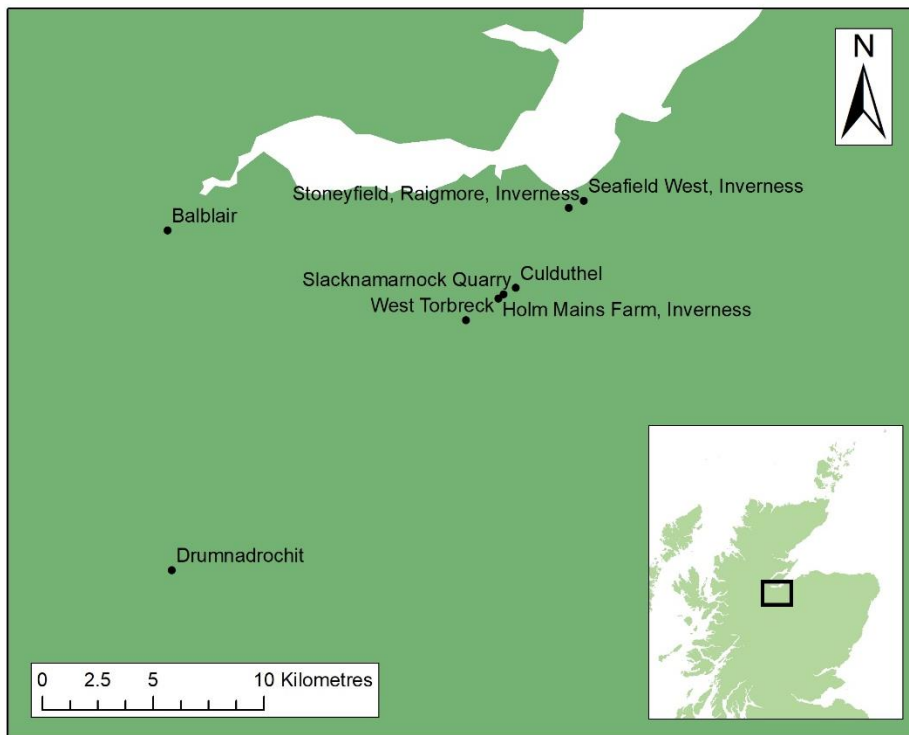 N
Stoneyfield, Raigmore, Inverness
Seafield West, Inverness
Balblair
Slacknamarnock Quarry
Culduthel
West Torbreck
Holm Mains Farm, Inverness
Drumnadrochit
0 2.5 5 10 Kilometres